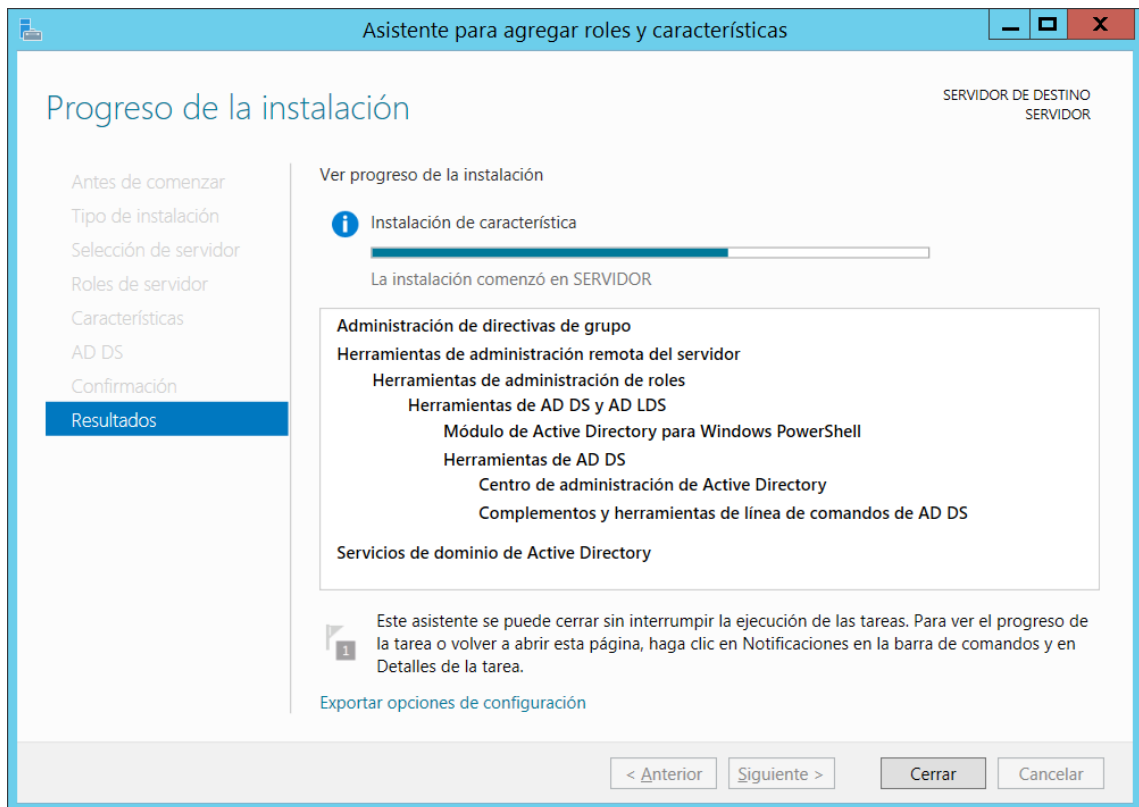 Asistente para agregar roles y características
Progreso de la instalación
SERVIDOR DE DESTINO
SERVIDOR
Antes de comenzar
Tipo de instalación
Selección de servidor
Roles de servidor
Características
AD DS
Confirmación
Resultados
Ver progreso de la instalación
Instalación de característica
La instalación comenzó en SERVIDOR
Administración de directivas de grupo
Herramientas de administración remota del servidor
Herramientas de administración de roles
Herramientas de AD DS y AD LDS
Módulo de Active Directory para Windows PowerShell
Herramientas de AD DS
Centro de administración de Active Directory
Complementos y herramientas de línea de comandos de AD DS
Servicios de dominio de Active Directory
1
Este asistente se puede cerrar sin interrumpir la ejecución de las tareas. Para ver el progreso de
la tarea o volver a abrir esta página, haga clic en Notificaciones en la barra de comandos y en
Detalles de la tarea.
Exportar opciones de configuración
< Anterior
Siguiente >
Cerrar
Cancelar